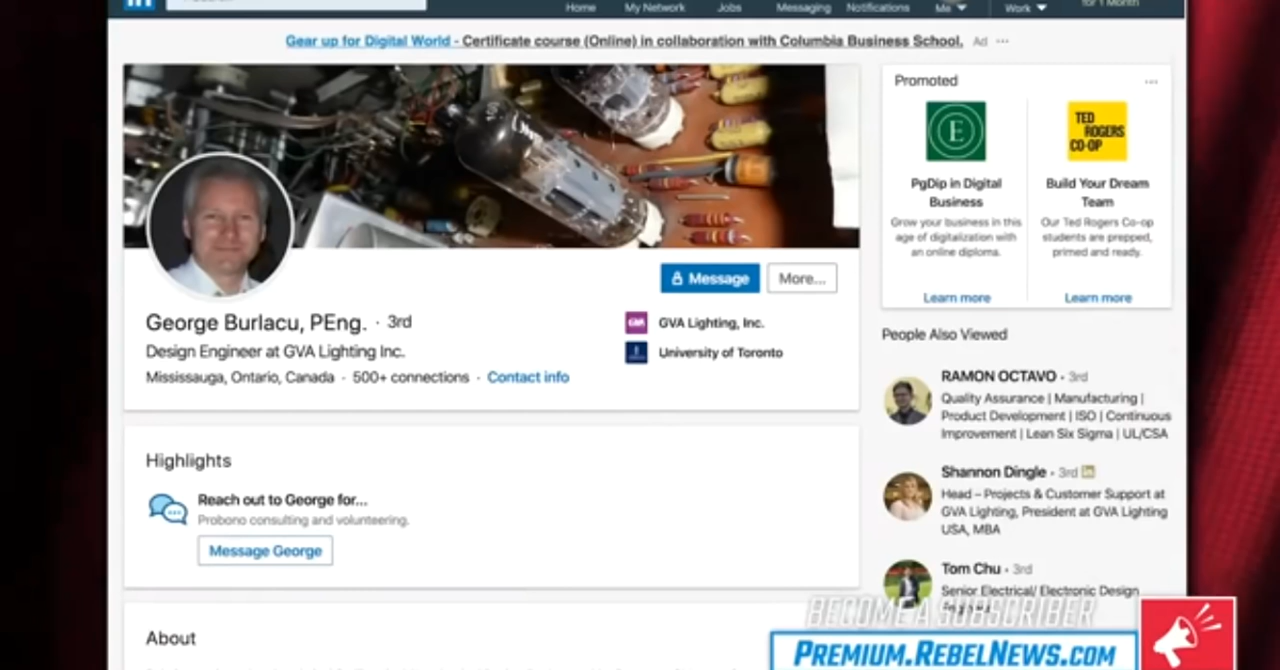 in
Home My Network Jobs Messaging Notifications Me Work for 1 Month
Gear up for Digital World - Certificate course (Online) in collaboration with Columbia Business School. Ad ...
Promoted ...
E
TED
ROGERS
CO-OP
PgDip in Digital
Business
Grow your business in this
age of digitalization with
an online diploma.
Learn more
Build Your Dream
Team
Our Ted Rogers Co-op
students are prepped,
primed and ready.
Learn more
Message More...
George Burlacu, PEng. · 3rd
Design Engineer at GVA Lighting Inc.
Mississauga, Ontario, Canada · 500+ connections · Contact info
GVA GVA Lighting, Inc.
University of Toronto
Highlights
Reach out to George for...
Probono consulting and volunteering.
Message George
About
People Also Viewed
RAMON OCTAVO · 3rd
Quality Assurance | Manufacturing |
Product Development | ISO | Continuous
Improvement | Lean Six Sigma | UL/CSA
Shannon Dingle · 3rd in
Head – Projects & Customer Support at
GVA Lighting, President at GVA Lighting
USA, MBA
Tom Chu · 3rd
Senior Electrical/ Electronic Design
BECOME A SUBSCRIBER
PREMIUM.REBELNEWS.COM